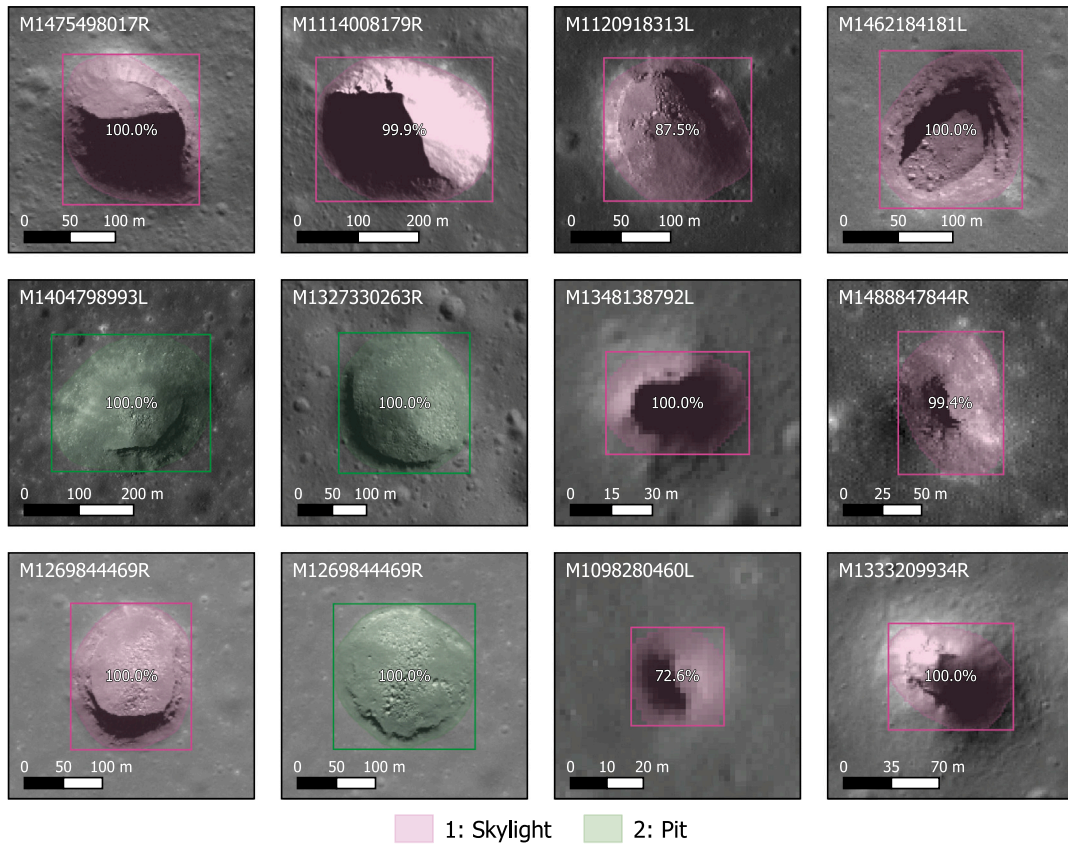 M1475498017R
100.0%
0 50 100 m
M1114008179R
99.9%
0 100 200 m
M1120918313L
87.5%
0 50 100 m
M1462184181L
100.0%
0 50 100 m
M1404798993L
100.0%
0 100 200 m
M1327330263R
100.0%
0 50 100 m
M1348138792L
100.0%
0 15 30 m
M1488847844R
99.4%
0 25 50 m
M1269844469R
100.0%
0 50 100 m
M1269844469R
100.0%
0 50 100 m
M1098280460L
72.6%
0 10 20 m
M1333209934R
100.0%
0 35 70 m
1: Skylight 2: Pit